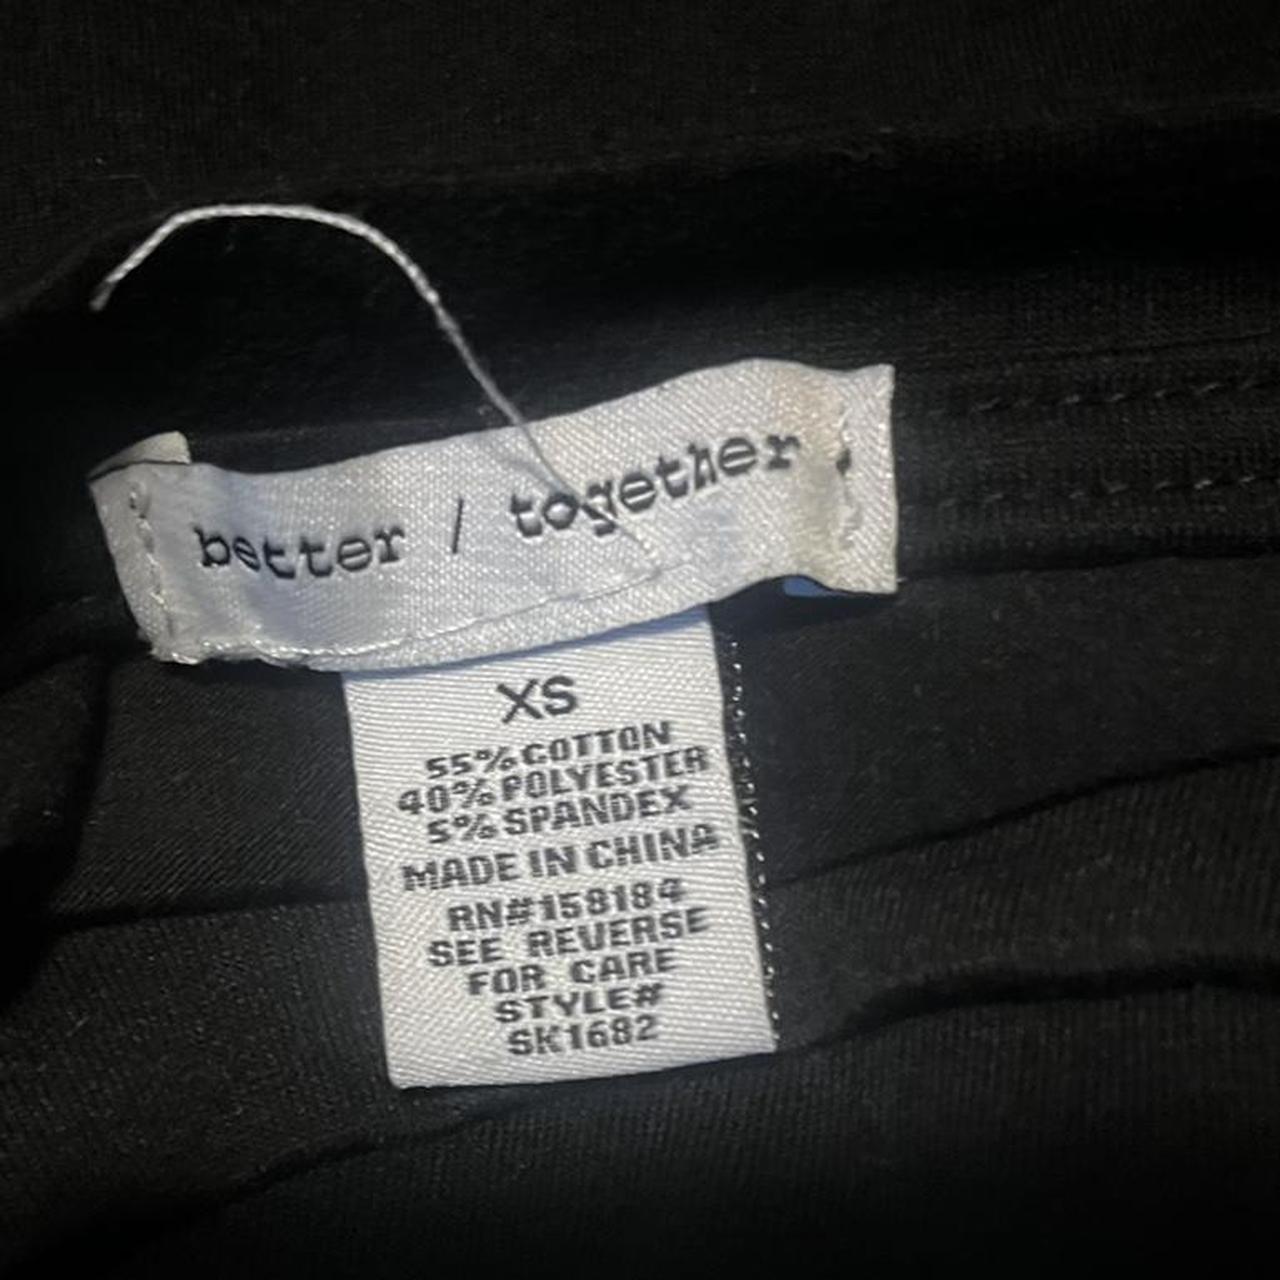 better / together
XS
55% COTTON
40% POLYESTER
5% SPANDEX
MADE IN CHINA
RN#158184
SEE REVERSE
FOR CARE
STYLE#
SK1682